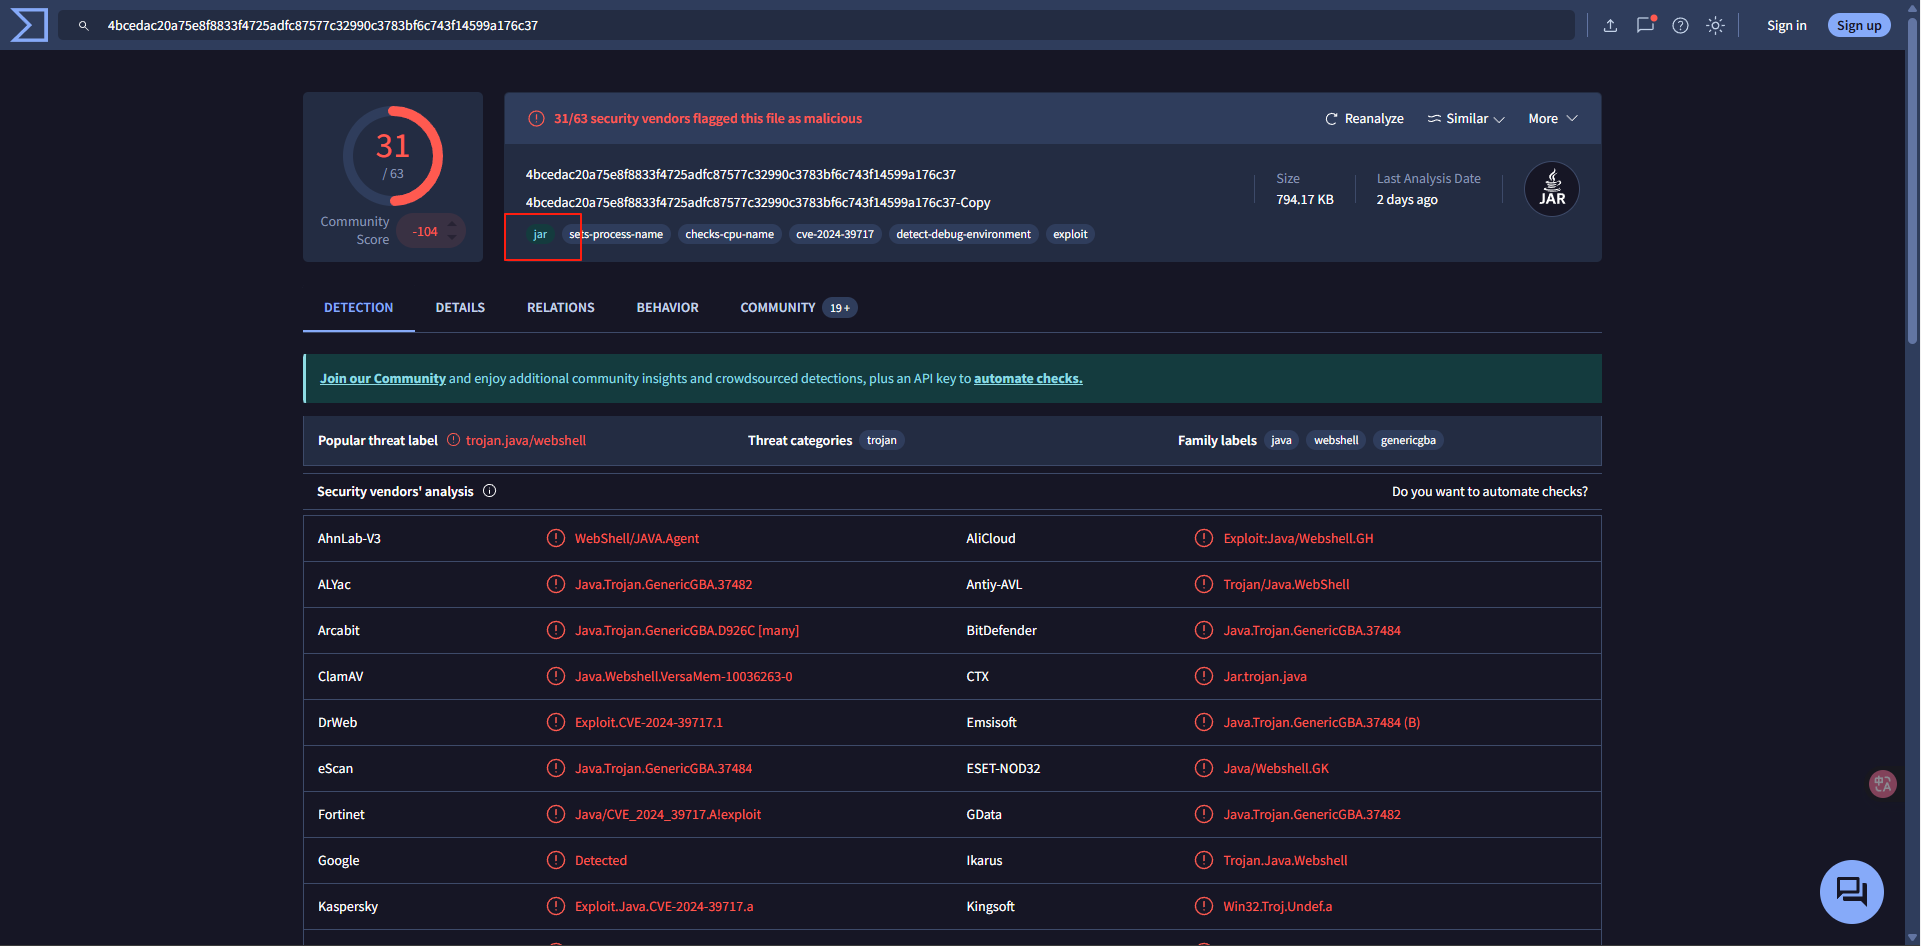 4bcedac20a75e8f8833f4725adfc87577c32990c3783bf6c743f14599a176c37
Sign in
Sign up
31
/ 63
Community
Score
-104
31/63 security vendors flagged this file as malicious
Reanalyze
Similar
More
4bcedac20a75e8f8833f4725adfc87577c32990c3783bf6c743f14599a176c37
4bcedac20a75e8f8833f4725adfc87577c32990c3783bf6c743f14599a176c37-Copy
jar sets-process-name checks-cpu-name cve-2024-39717 detect-debug-environment exploit
Size
794.17 KB
Last Analysis Date
2 days ago
JAR
DETECTION DETAILS RELATIONS BEHAVIOR COMMUNITY 19+
Join our Community and enjoy additional community insights and crowdsourced detections, plus an API key to automate checks.
Popular threat label trojan.java/webshell Threat categories trojan Family labels java webshell genericgba
Security vendors' analysis Do you want to automate checks?
AhnLab-V3 WebShell/JAVA.Agent AliCloud Exploit:Java/Webshell.GH
ALYac Java.Trojan.GenericGBA.37482 Antiy-AVL Trojan/Java.WebShell
Arcabit Java.Trojan.GenericGBA.D926C [many] BitDefender Java.Trojan.GenericGBA.37484
ClamAV Java.Webshell.VersaMem-10036263-0 CTX Jar.trojan.java
DrWeb Exploit.CVE-2024-39717.1 Emsisoft Java.Trojan.GenericGBA.37484 (B)
eScan Java.Trojan.GenericGBA.37484 ESET-NOD32 Java/Webshell.GK
Fortinet Java/CVE_2024_39717.A!exploit GData Java.Trojan.GenericGBA.37482
Google Detected Ikarus Trojan.Java.Webshell
Kaspersky Exploit.Java.CVE-2024-39717.a Kingsoft Win32.Troj.Undef.a
中A